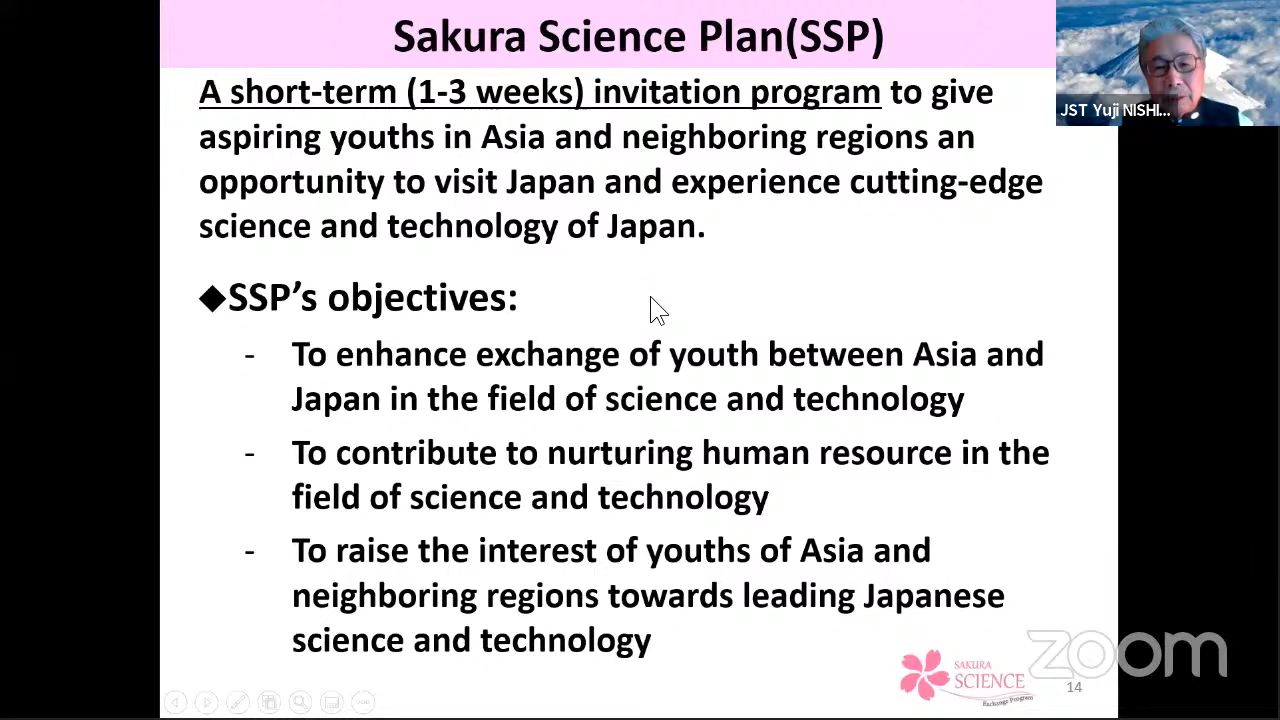 Sakura Science Plan(SSP)
A short-term (1-3 weeks) invitation program to give
aspiring youths in Asia and neighboring regions an
opportunity to visit Japan and experience cutting-edge
science and technology of Japan.
JST Yuji NISHI...
◆SSP’s objectives:
- To enhance exchange of youth between Asia and
Japan in the field of science and technology
- To contribute to nurturing human resource in the
field of science and technology
- To raise the interest of youths of Asia and
neighboring regions towards leading Japanese
science and technology
SAKURA
SCIENCE
Exchange Program
14
zoom